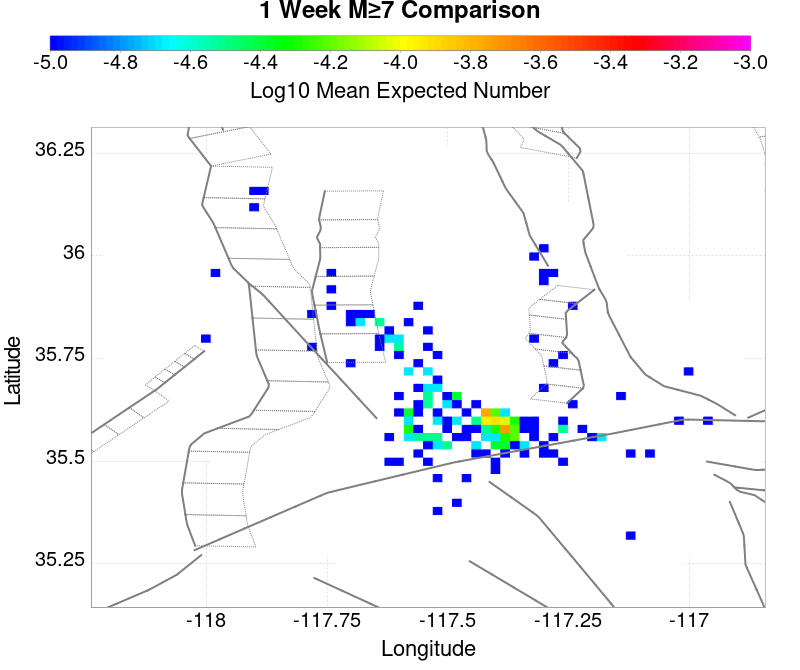 1 Week M≥7 Comparison
-5.0 -4.8 -4.6 -4.4 -4.2 -4.0 -3.8 -3.6 -3.4 -3.2 -3.0
Log10 Mean Expected Number
36.25
36
35.75
35.5
35.25
Latitude
-118 -117.75 -117.5 -117.25 -117
Longitude